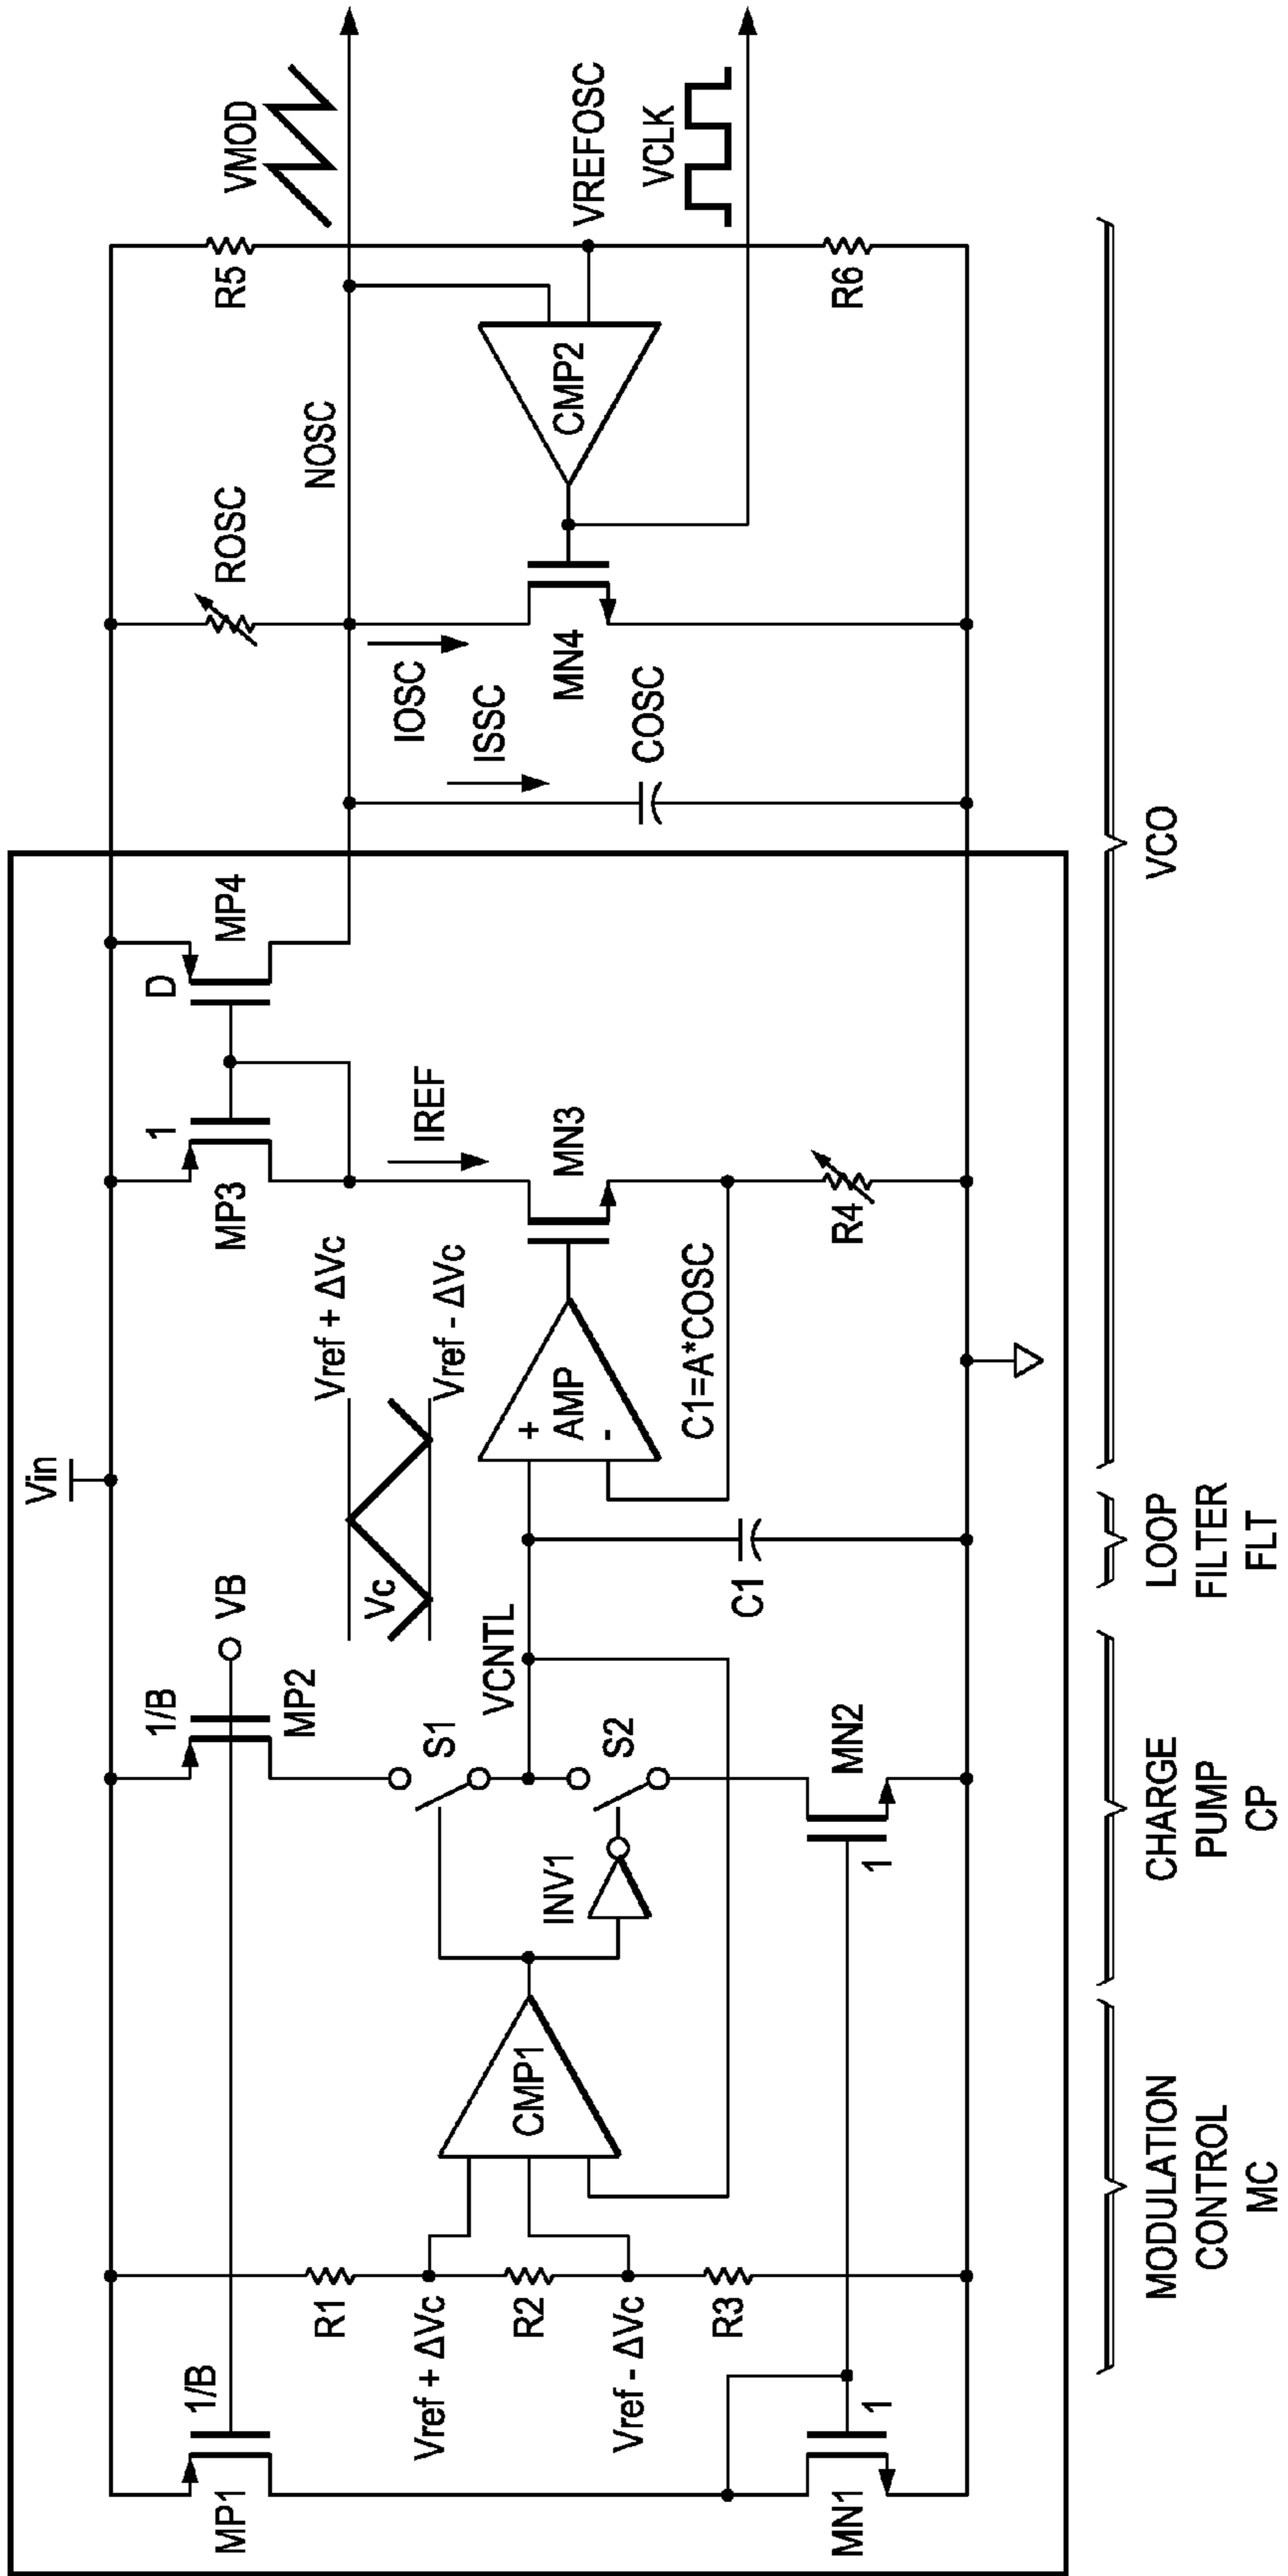 Vin
MP1
1/B
1/B
MP2
VB
R1
Vref + ΔVc
R2
Vref - ΔVc
R3
CMP1
INV1
S1
S2
VCNTL
Vc
Vref + ΔVc
Vref - ΔVc
MN1
1
1
MN2
C1
AMP
+
-
C1=A*COSC
MP3
1
D
MP4
IREF
MN3
R4
ISSC
COSC
IOSC
ROSC
NOSC
MN4
CMP2
R5
R6
VMOD
VREFOSC
VCLK
MODULATION
CONTROL
MC
CHARGE
PUMP
CP
LOOP
FILTER
FLT
VCO